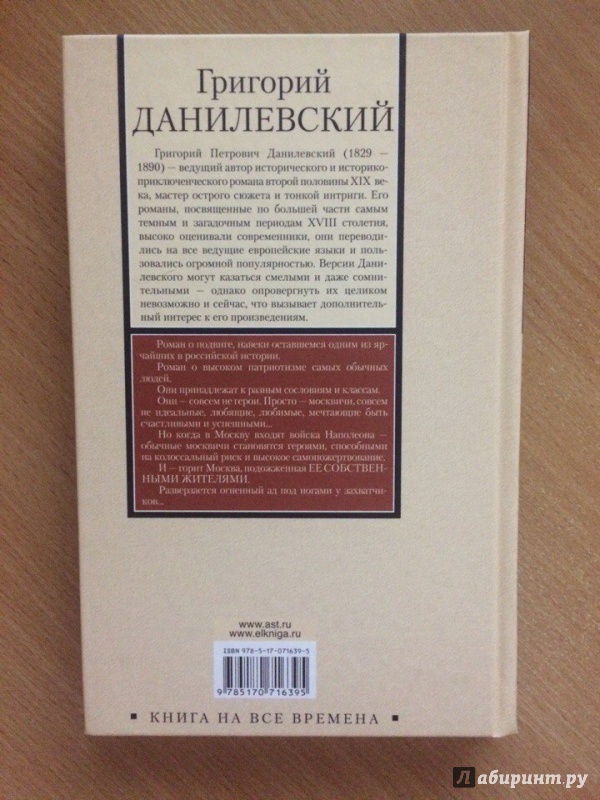 Григорий
ДАНИЛЕВСКИЙ
Григорий Петрович Данилевский (1829 —
1890) — ведущий автор исторического и историко-
приключенческого романа второй половины XIX ве-
ка, мастер острого сюжета и тонкой интриги. Его
романы, посвященные по большей части самым
темным и загадочным периодам XVIII столетия,
высоко оценивали современники, они переводи-
лись на все ведущие европейские языки и поль-
зовались огромной популярностью. Версии Дани-
левского могут казаться смелыми и даже сомни-
тельными — однако опровергнуть их целиком
невозможно и сейчас, что вызывает дополнитель-
ный интерес к его произведениям.
Роман о подвиге, навеки оставшемся одним из яр-
чайших в российской истории.
Роман о высоком патриотизме самых обычных
людей.
Они принадлежат к разным сословиям и классам.
Они — совсем не герои. Просто — москвичи, совсем
не идеальные, любящие, любимые, мечтающие быть
счастливыми и успешными...
Но когда в Москву входят войска Наполеона —
обычные москвичи становятся героями, способными
на колоссальный риск и высокое самопожертвование.
И — горит Москва, подожженная ЕЕ СОБСТВЕН-
НЫМИ ЖИТЕЛЯМИ.
Разверзается огненный ад под ногами у захватчи-
ков...
www.ast.ru
www.elkniga.ru
ISBN 978-5-17-071639-5
9 785170 716395
КНИГА НА ВСЕ ВРЕМЕНА
Лабиринт.ру